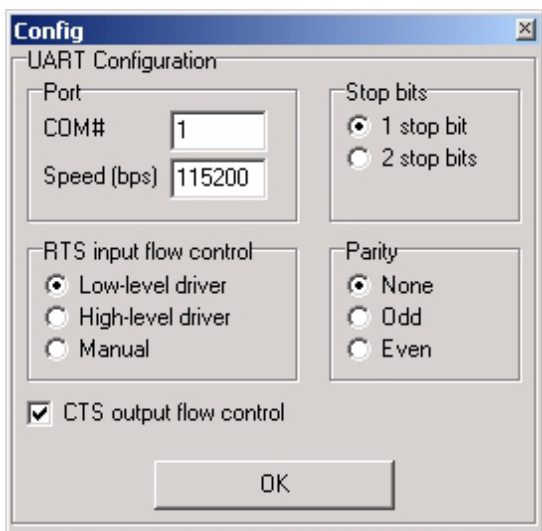 Config
UART Configuration
Port
COM# 1
Speed (bps) 115200
Stop bits
1 stop bit
2 stop bits
RTS input flow control
Low-level driver
High-level driver
Manual
Parity
None
Odd
Even
CTS output flow control
OK